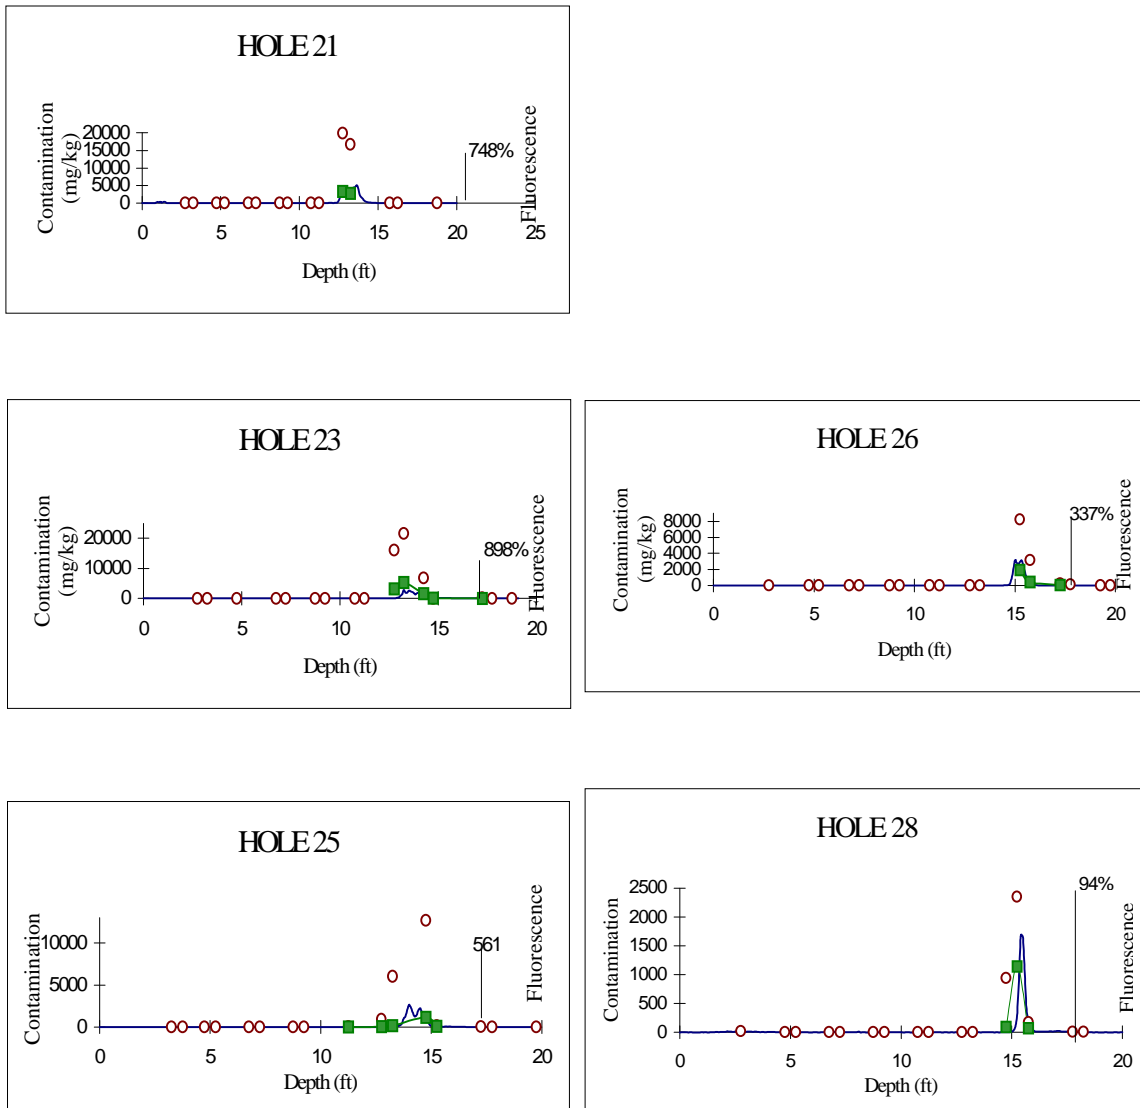 HOLE 21
Contamination
(mg/kg)
20000
15000
10000
5000
0
748%
Fluorescence
0 5 10 15 20 25
Depth (ft)
HOLE 23
Contamination
(mg/kg)
20000
10000
0
898%
Fluorescence
0 5 10 15 20
Depth (ft)
HOLE 26
Contamination
(mg/kg)
8000
6000
4000
2000
0
337%
Fluorescence
0 5 10 15 20
Depth (ft)
HOLE 25
Contamination
10000
5000
0
561
Fluorescence
0 5 10 15 20
Depth (ft)
HOLE 28
Contamination
2500
2000
1500
1000
500
0
94%
Fluorescence
0 5 10 15 20
Depth (ft)